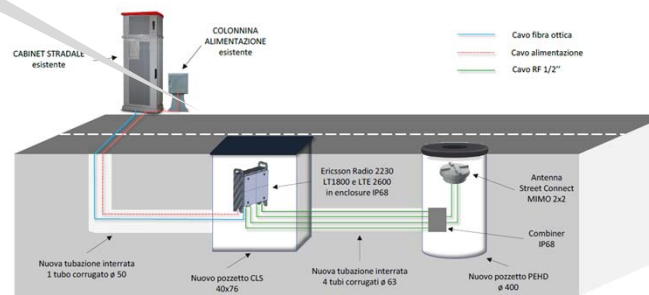 COLONNINA
ALIMENTAZIONE
esistente
CABINET STRADALE
esistente
Cavo fibra ottica
Cavo alimentazione
Cavo RF 1/2''
Ericsson Radio 2230
LT1800 e LTE 2600
in enclosure IP68
Antenna
Street Connect
MIMO 2x2
Combiner
IP68
Nuova tubazione interrata
1 tubo corrugato ø 50
Nuovo pozzetto CLS
40x76
Nuova tubazione interrata
4 tubi corrugati ø 63
Nuovo pozzetto PEHD
ø 400